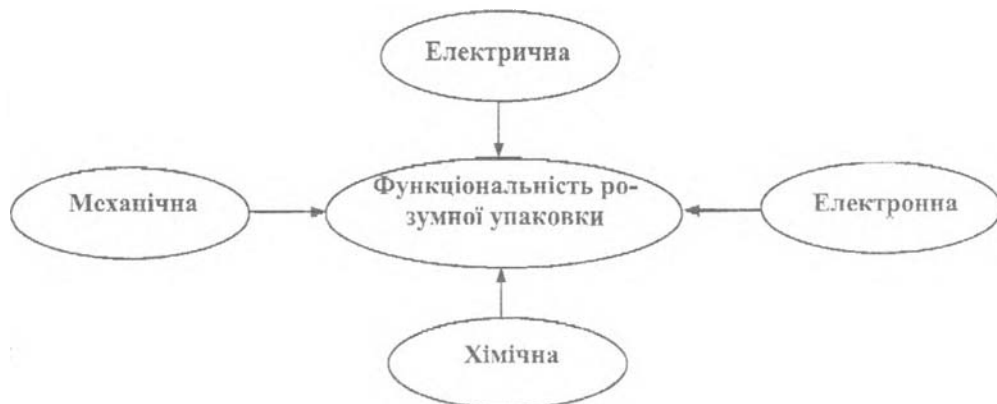 Електрична
Механічна
Функціональність ро-
зумної упаковки
Електронна
Хімічна